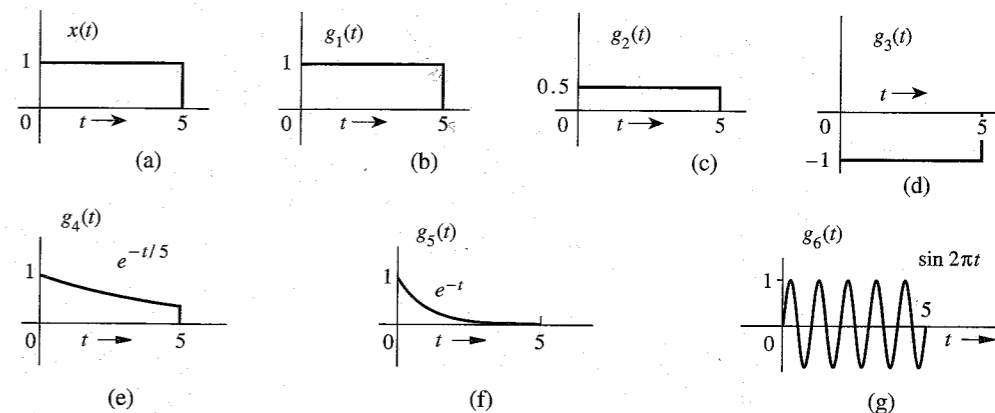 x(t)
1
0
t →
5
(a)
g₁(t)
1
0
t →
5
(b)
g₂(t)
0.5
0
t →
5
(c)
g₃(t)
t →
0
5
−1
(d)
g₄(t)
e^{−t/5}
1
0
t →
5
(e)
g₅(t)
1
e^{−t}
0
t →
5
(f)
g₆(t)
sin 2πt
1
5
0
t →
(g)